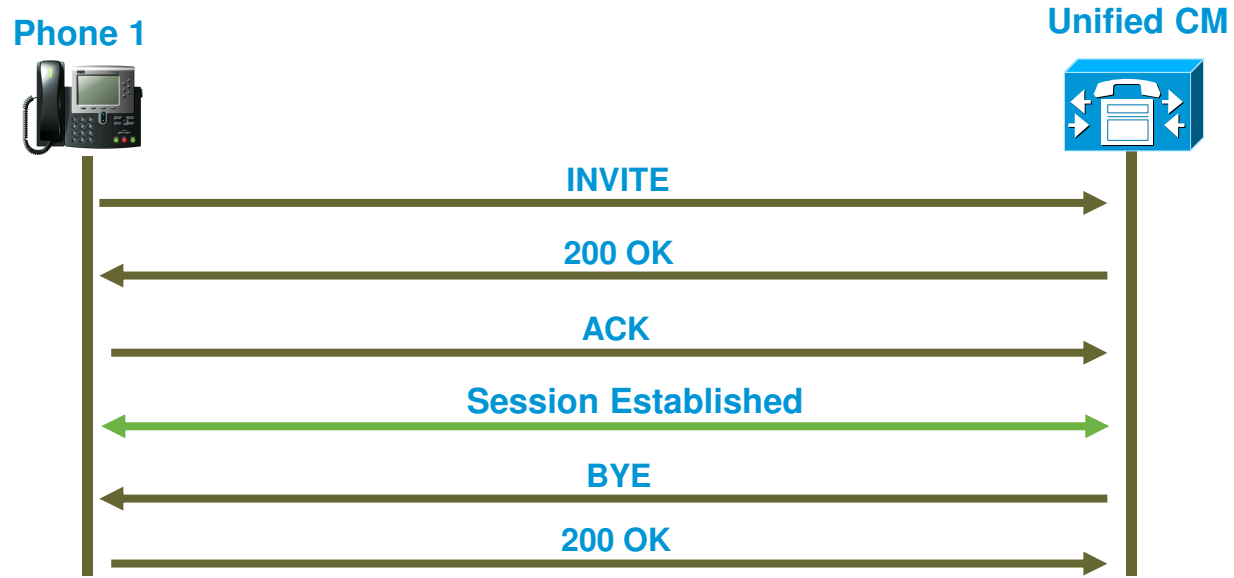 Phone 1
Unified CM
INVITE
200 OK
ACK
Session Established
BYE
200 OK